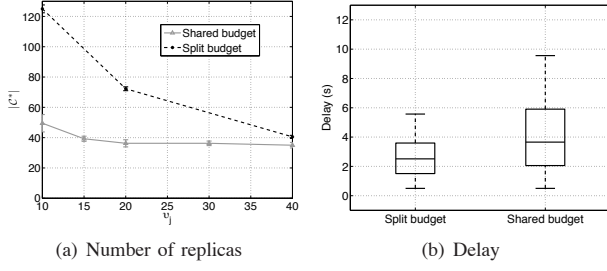 120
100
80
60
40
20
0
|C*|
10
15
20
25
30
35
40
v_j
Shared budget
Split budget
(a) Number of replicas
12
10
8
6
4
2
0
Delay (s)
Split budget
Shared budget
(b) Delay